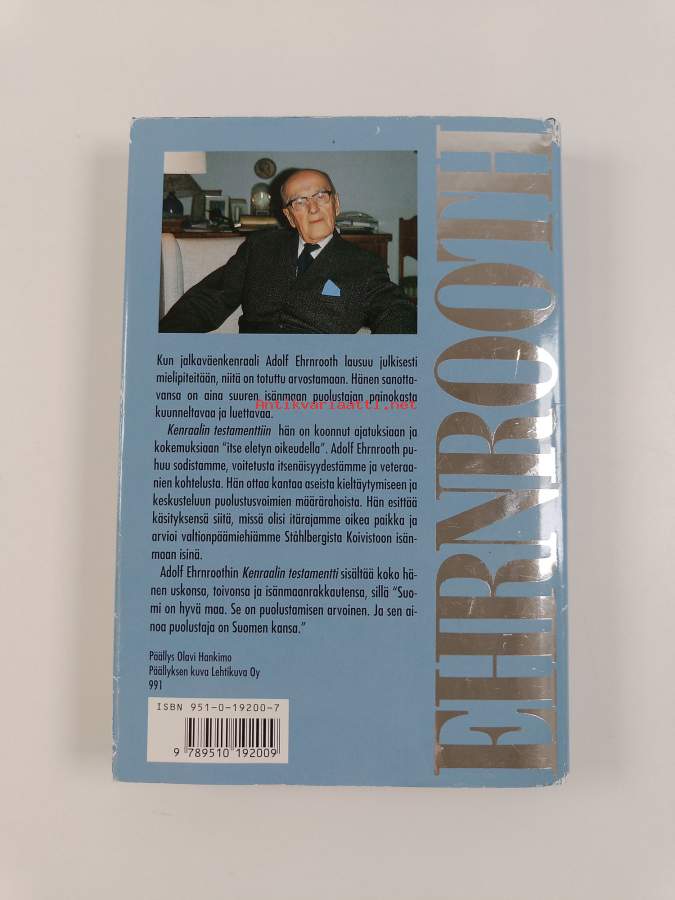 EHRNROOTH
Kun jalkaväenkenraali Adolf Ehrnrooth lausuu julkisesti
mielipiteitään, niitä on totuttu arvostamaan. Hänen sanotta-
vansa on aina suuren isänmaan puolustajan painokasta
kuunneltavaa ja luettavaa.
Antikvariaatti.net
Kenraalin testamenttiin hän on koonnut ajatuksiaan ja
kokemuksiaan "itse eletyn oikeudella". Adolf Ehrnrooth pu-
huu sodistamme, voitetusta itsenäisyydestämme ja veteraa-
nien kohtelusta. Hän ottaa kantaa aseista kieltäytymiseen ja
keskusteluun puolustusvoimien määrärahoista. Hän esittää
käsityksensä siitä, missä olisi itärajamme oikea paikka ja
arvioi valtionpäämiehiämme Ståhlbergista Koivistoon isän-
maan isinä.
Adolf Ehrnroothin Kenraalin testamentti sisältää koko hä-
nen uskonsa, toivonsa ja isänmaanrakkautensa, sillä "Suo-
mi on hyvä maa. Se on puolustamisen arvoinen. Ja sen ai-
noa puolustaja on Suomen kansa."
Päällys Olavi Hankimo
Päällyksen kuva Lehtikuva Oy
991
ISBN 951-0-19200-7
9 789510 192009